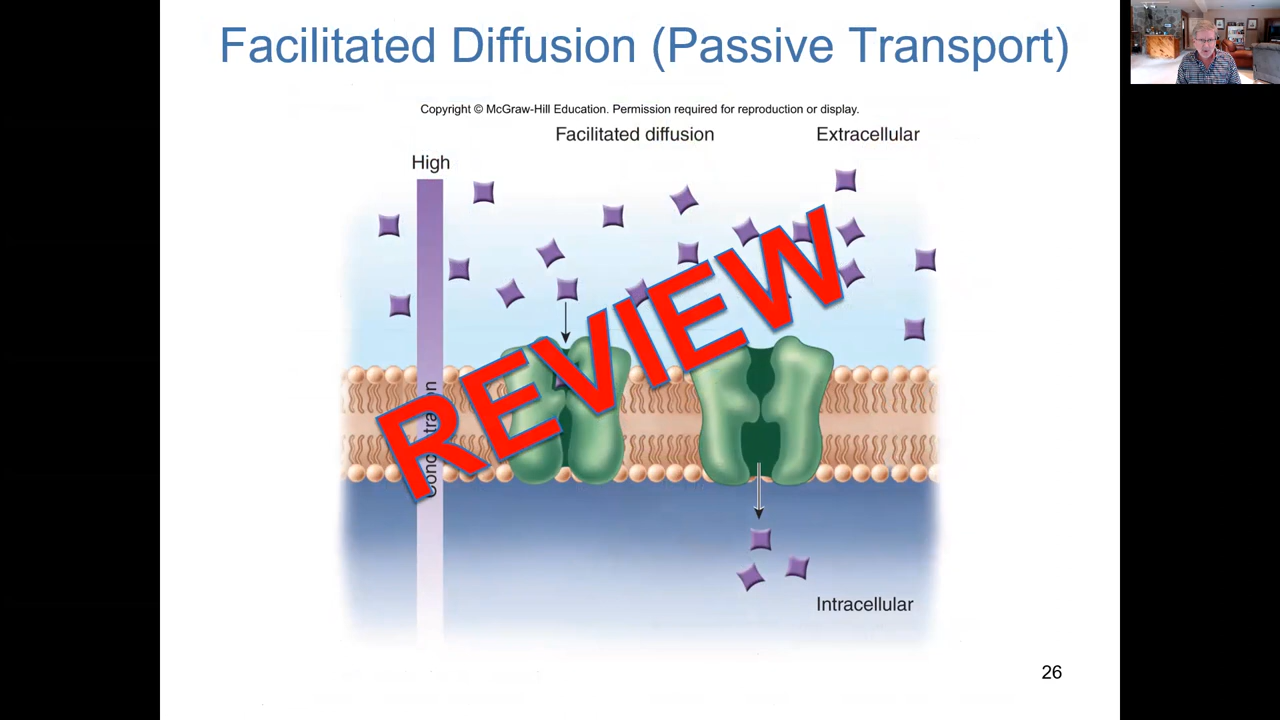 Facilitated Diffusion (Passive Transport)
Copyright © McGraw-Hill Education. Permission required for reproduction or display.
Facilitated diffusion
Extracellular
High
REVIEW
Concentration
Intracellular
26